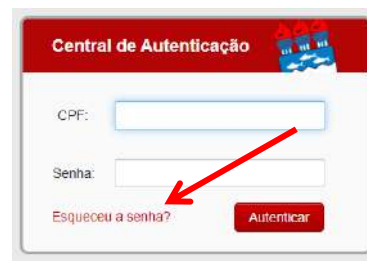 Central de Autenticação
CPF:
Senha:
Esqueceu a senha?
Autenticar